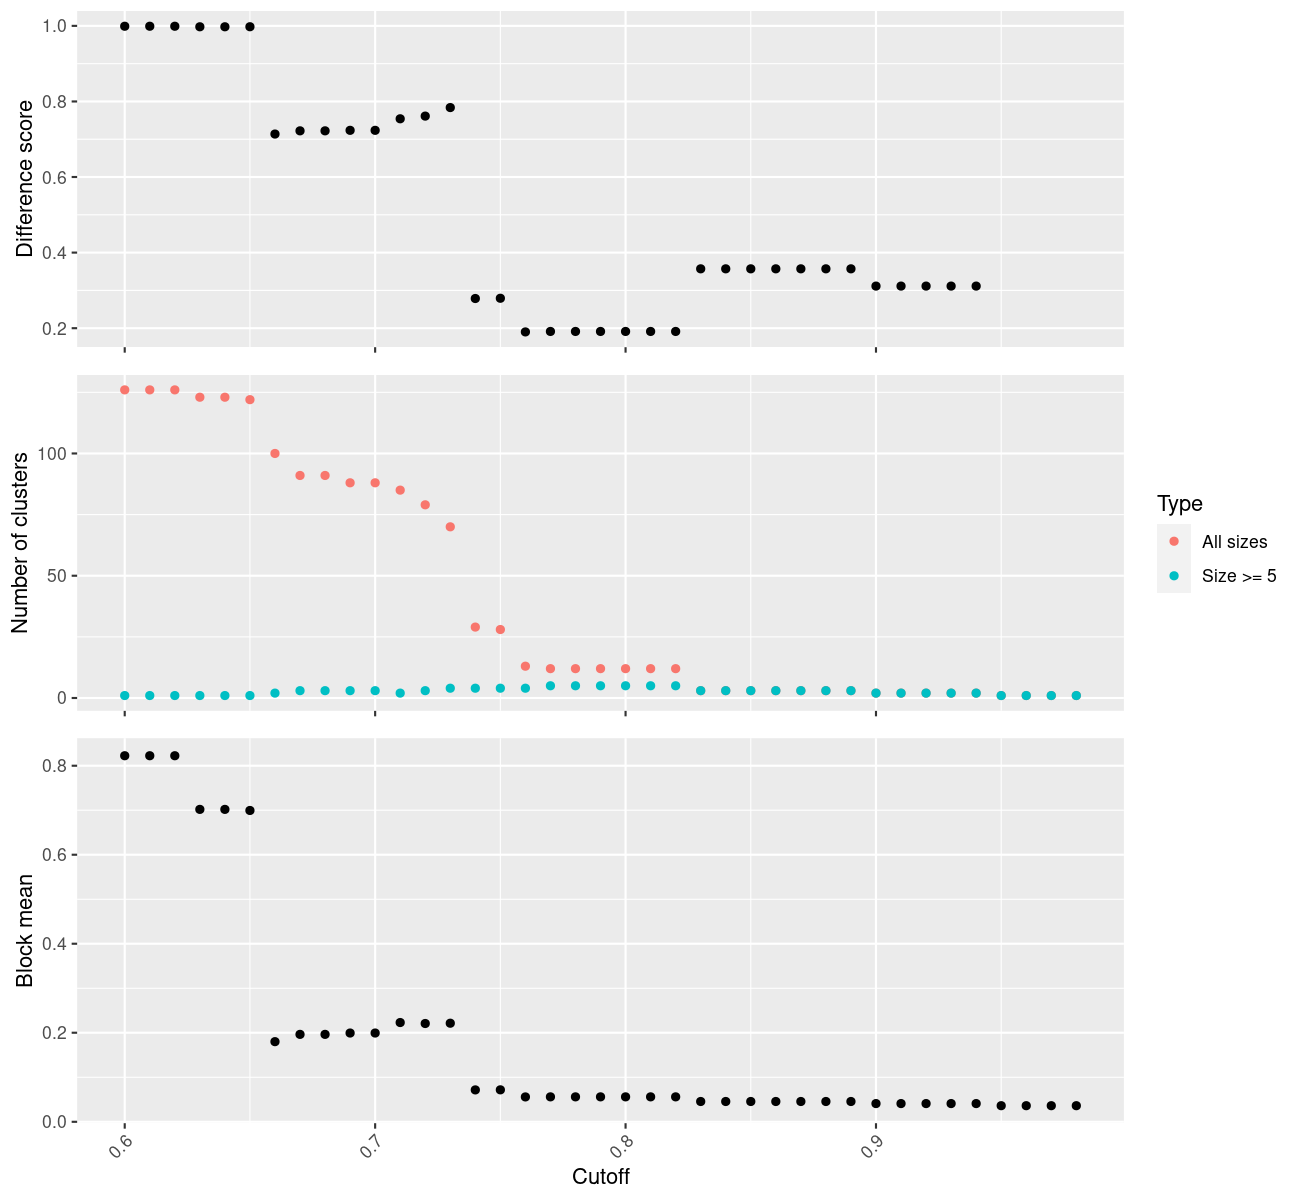 Difference score
1.0
0.8
0.6
0.4
0.2
Number of clusters
100
50
0
Type
All sizes
Size >= 5
Block mean
0.8
0.6
0.4
0.2
0.0
0.6 0.7 0.8 0.9
Cutoff